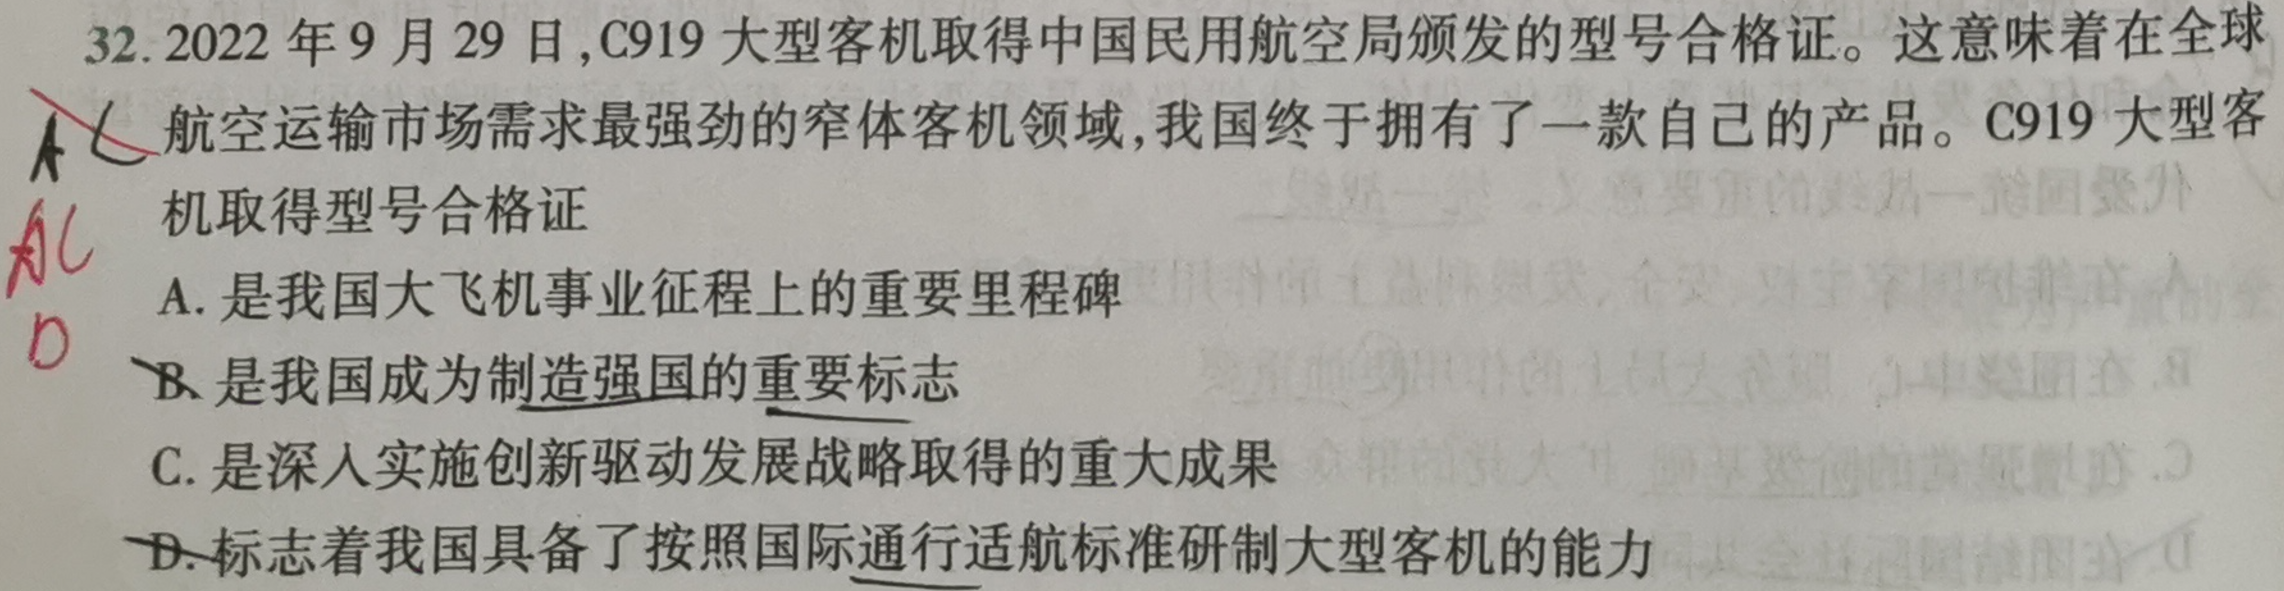 32. 2022 年 9 月 29 日,C919 大型客机取得中国民用航空局颁发的型号合格证。这意味着在全球
航空运输市场需求最强劲的窄体客机领域,我国终于拥有了一款自己的产品。C919 大型客
机取得型号合格证
A. 是我国大飞机事业征程上的重要里程碑
B. 是我国成为制造强国的重要标志
C. 是深入实施创新驱动发展战略取得的重大成果
D. 标志着我国具备了按照国际通行适航标准研制大型客机的能力
AC
AC
D